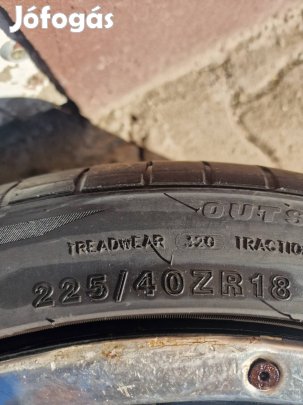 Jófogás
OUTS
TREADWEAR 320 TRACTIO
225/40ZR18